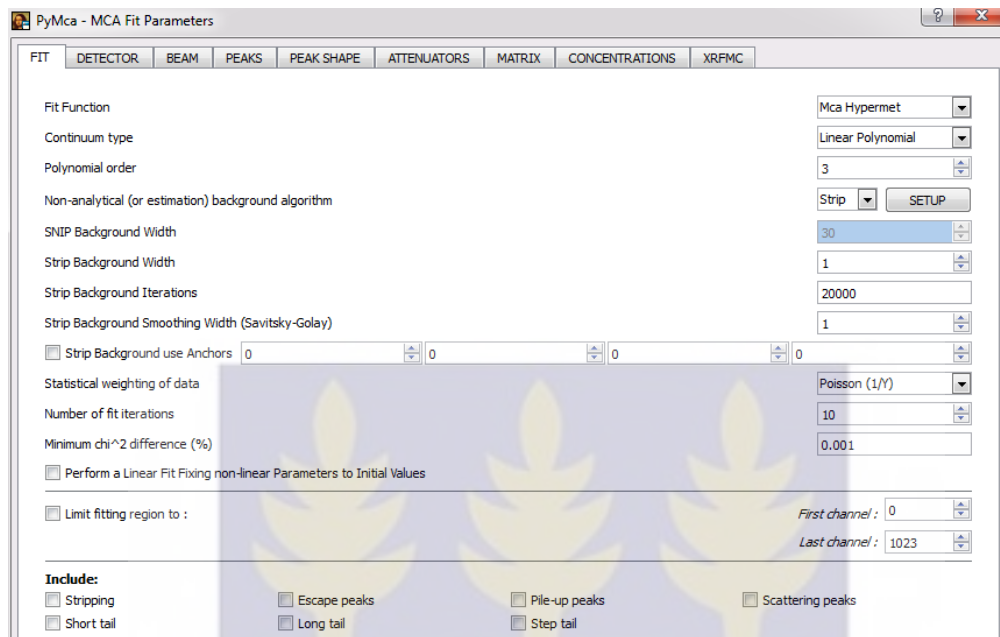 PyMca - MCA Fit Parameters ? X
FIT DETECTOR BEAM PEAKS PEAK SHAPE ATTENUATORS MATRIX CONCENTRATIONS XRFMC
Fit Function Mca Hypermet
Continuum type Linear Polynomial
Polynomial order 3
Non-analytical (or estimation) background algorithm Strip SETUP
SNIP Background Width 30
Strip Background Width 1
Strip Background Iterations 20000
Strip Background Smoothing Width (Savitsky-Golay) 1
Strip Background use Anchors 0 0 0 0
Statistical weighting of data Poisson (1/Y)
Number of fit iterations 10
Minimum chi^2 difference (%) 0.001
Perform a Linear Fit Fixing non-linear Parameters to Initial Values
Limit fitting region to : First channel : 0
Last channel : 1023
Include:
Stripping Escape peaks Pile-up peaks Scattering peaks
Short tail Long tail Step tail